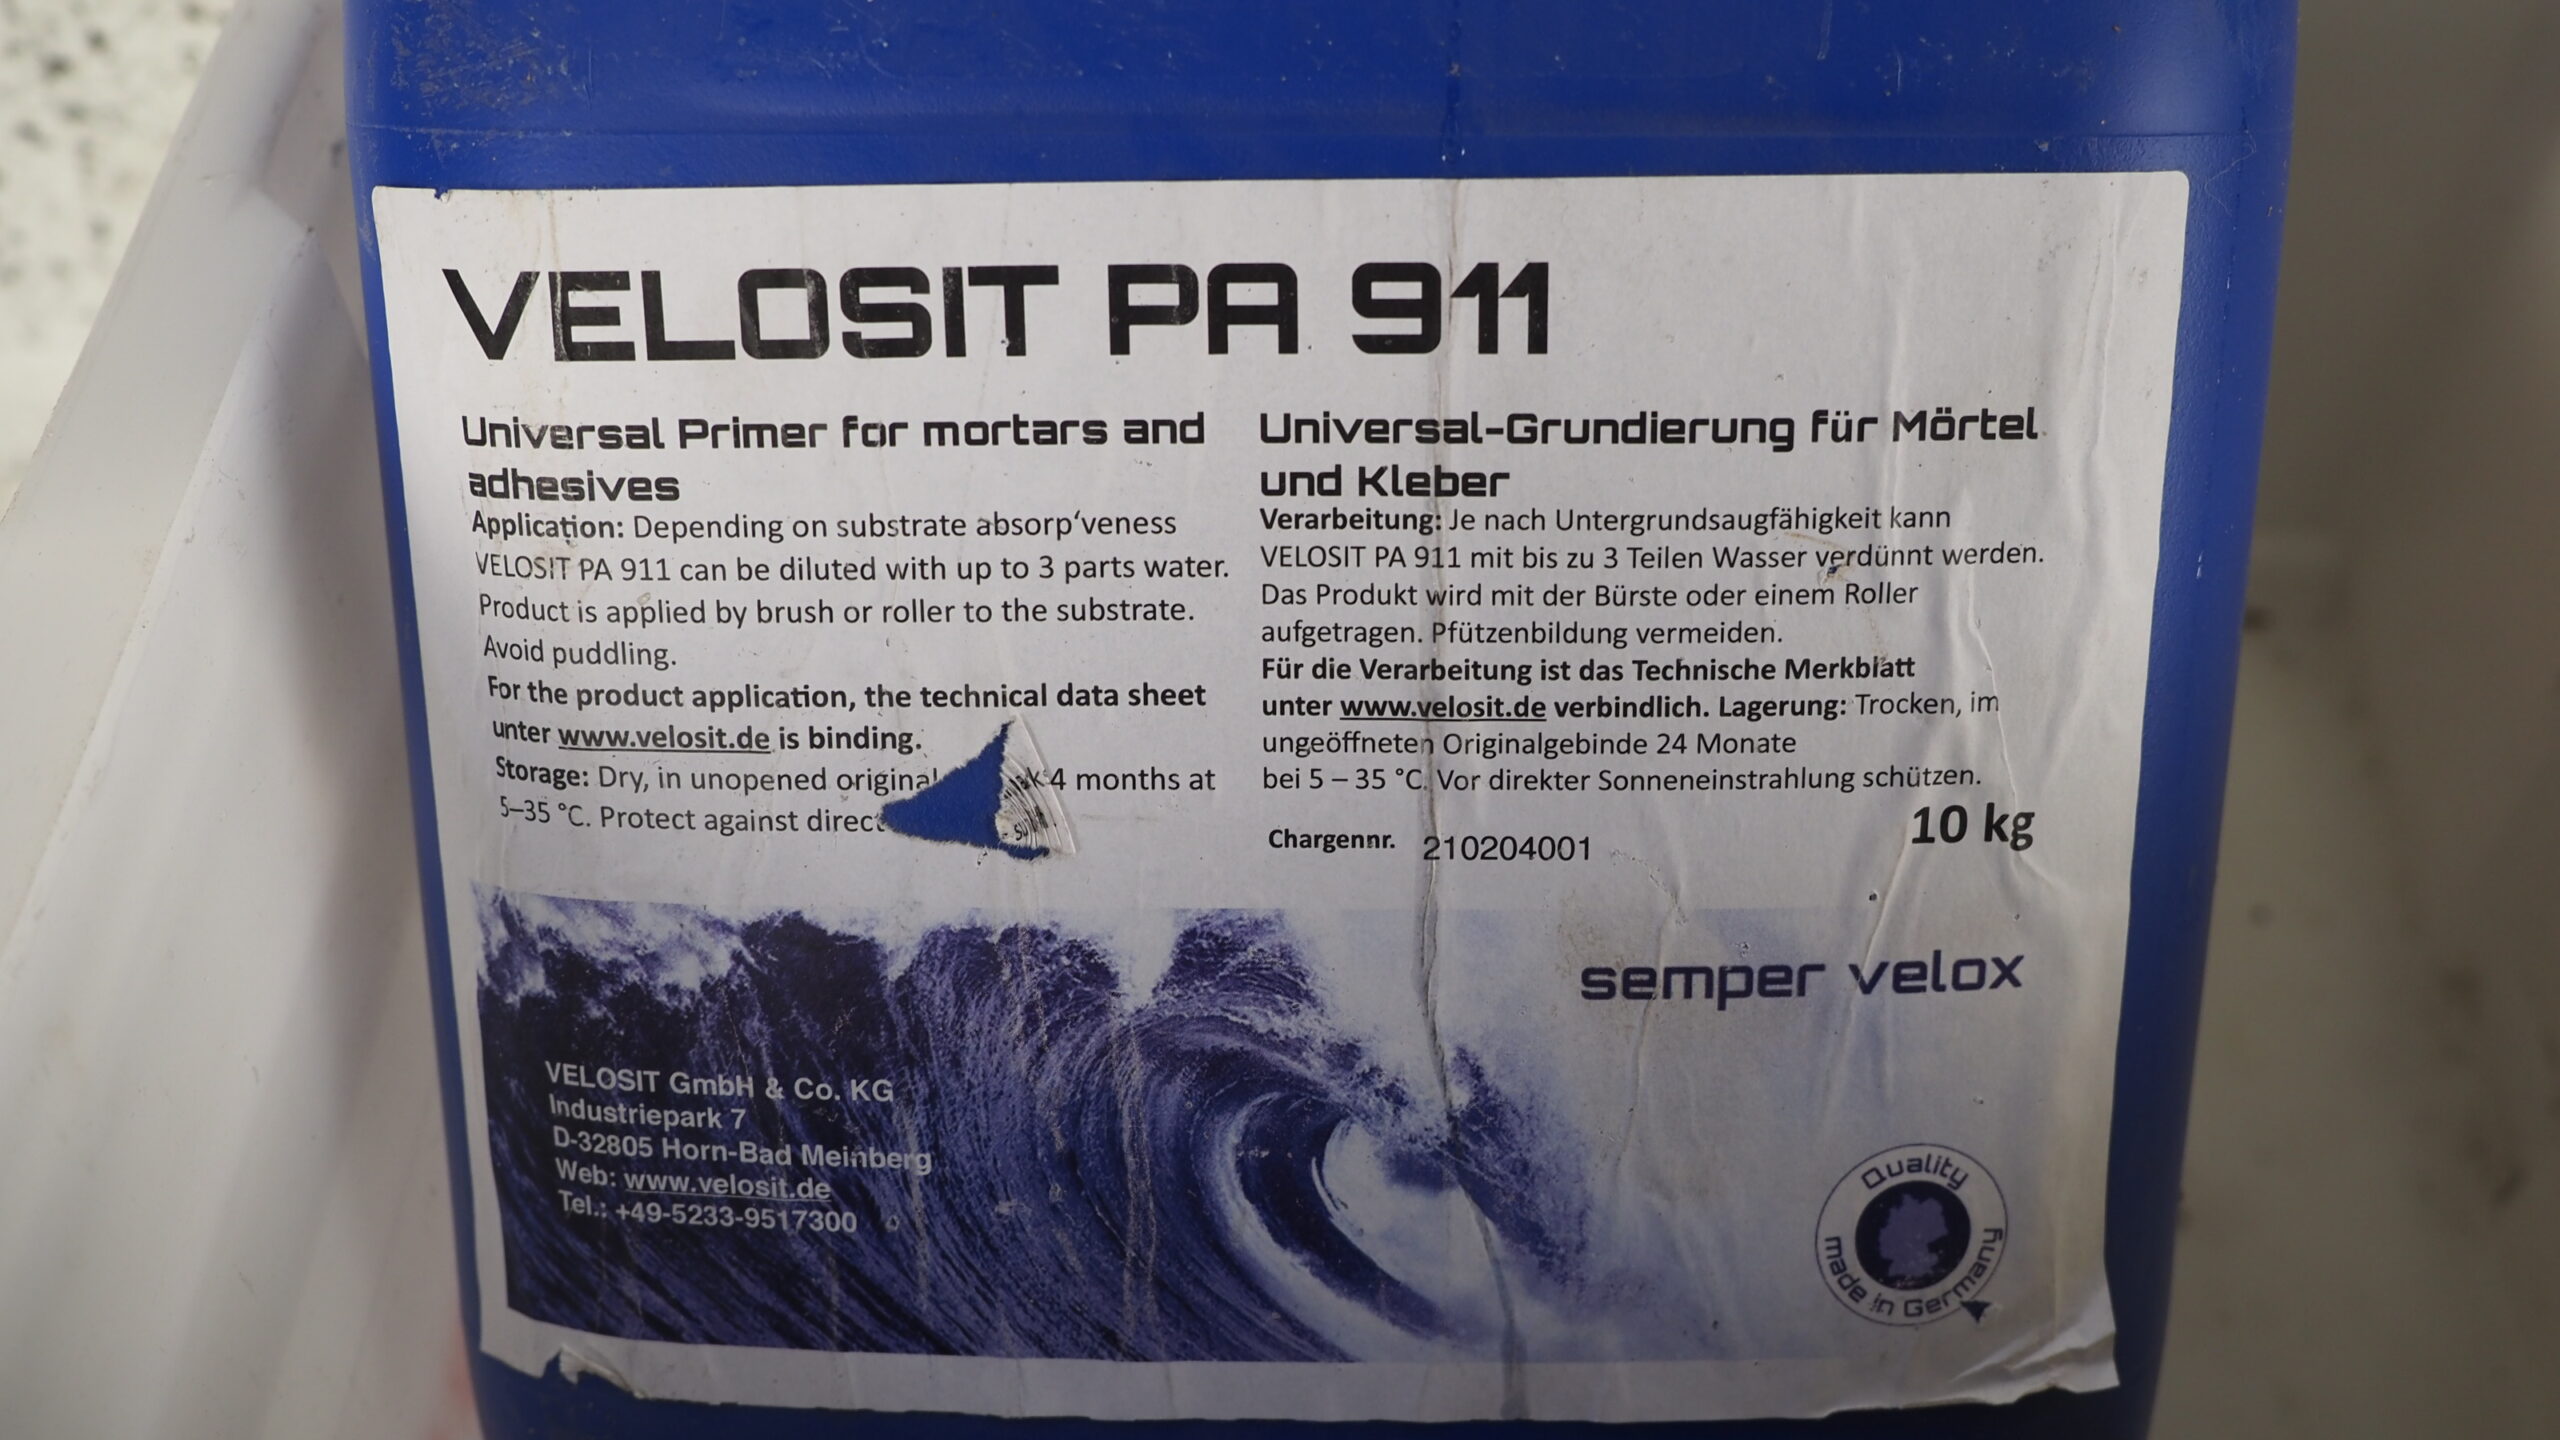 VELOSIT PA 911
Universal Primer for mortars and
adhesives
Application: Depending on substrate absorp‘veness
VELOSIT PA 911 can be diluted with up to 3 parts water.
Product is applied by brush or roller to the substrate.
Avoid puddling.
For the product application, the technical data sheet
unter www.velosit.de is binding.
Storage: Dry, in unopened original 4 months at
5–35 °C. Protect against direct
Universal-Grundierung für Mörtel
und Kleber
Verarbeitung: Je nach Untergrundsaugfähigkeit kann
VELOSIT PA 911 mit bis zu 3 Teilen Wasser verdünnt werden.
Das Produkt wird mit der Bürste oder einem Roller
aufgetragen. Pfützenbildung vermeiden.
Für die Verarbeitung ist das Technische Merkblatt
unter www.velosit.de verbindlich. Lagerung: Trocken, im
ungeöffneten Originalgebinde 24 Monate
bei 5 – 35 °C. Vor direkter Sonneneinstrahlung schützen.
10 kg
Chargennr. 210204001
semper velox
VELOSIT GmbH & Co. KG
Industriepark 7
D-32805 Horn-Bad Meinberg
Web: www.velosit.de
Tel.: +49-5233-9517300
Quality
made in Germany